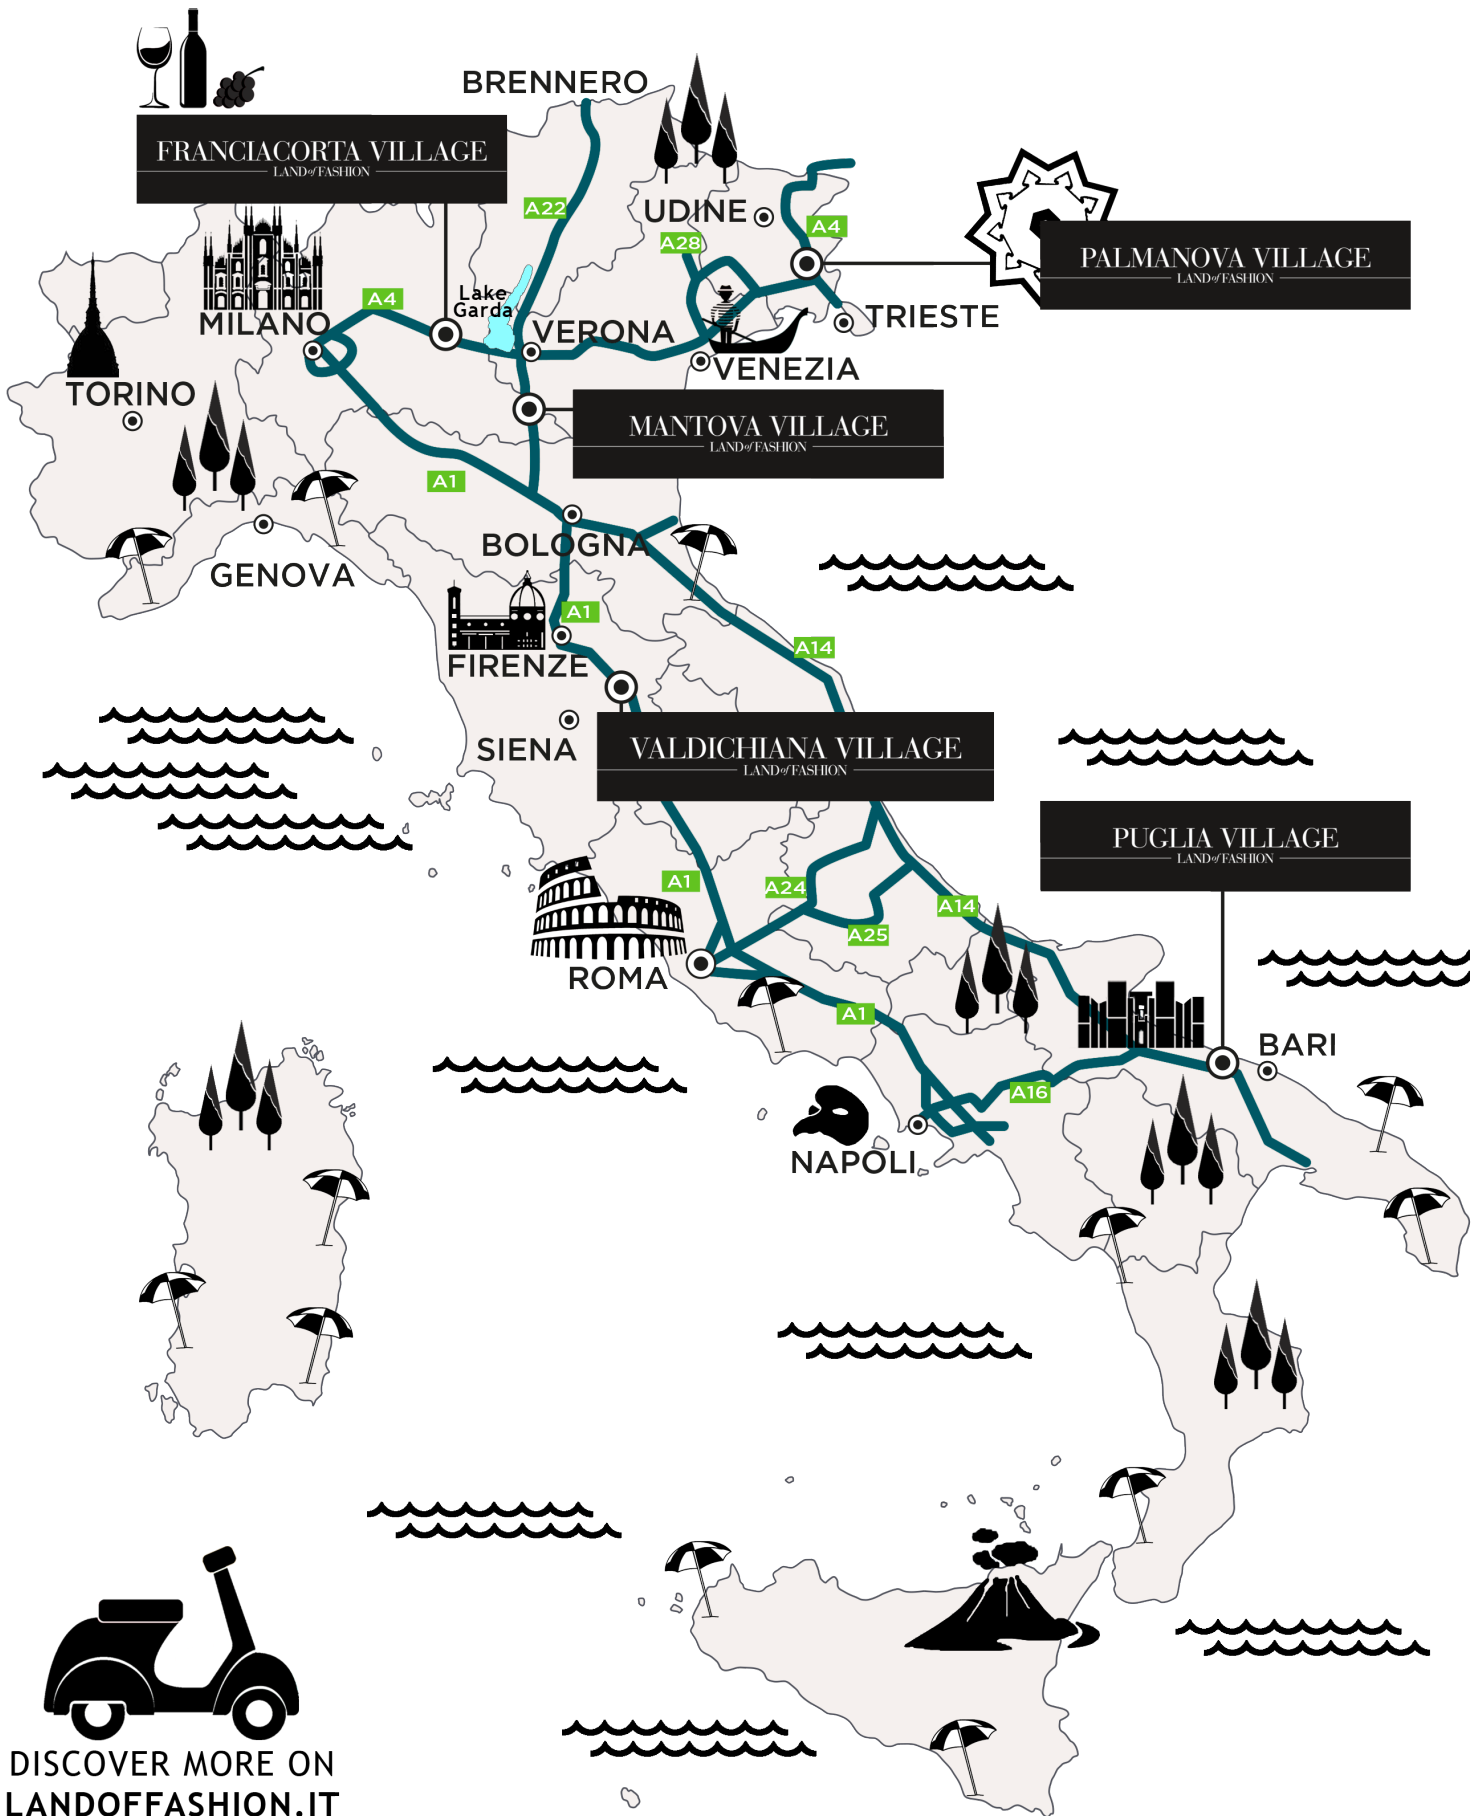 BRENNERO
FRANCIACORTA VILLAGE
LAND of FASHION
A22
UDINE
A4
A28
PALMANOVA VILLAGE
LAND of FASHION
Lake
Garda
A4
MILANO
VERONA
TRIESTE
VENEZIA
TORINO
MANTOVA VILLAGE
LAND of FASHION
A1
BOLOGNA
GENOVA
A1
FIRENZE
A14
SIENA
VALDICHIANA VILLAGE
LAND of FASHION
PUGLIA VILLAGE
LAND of FASHION
A1
A24
A14
A25
ROMA
A1
BARI
A16
NAPOLI
DISCOVER MORE ON
LANDOFFASHION.IT